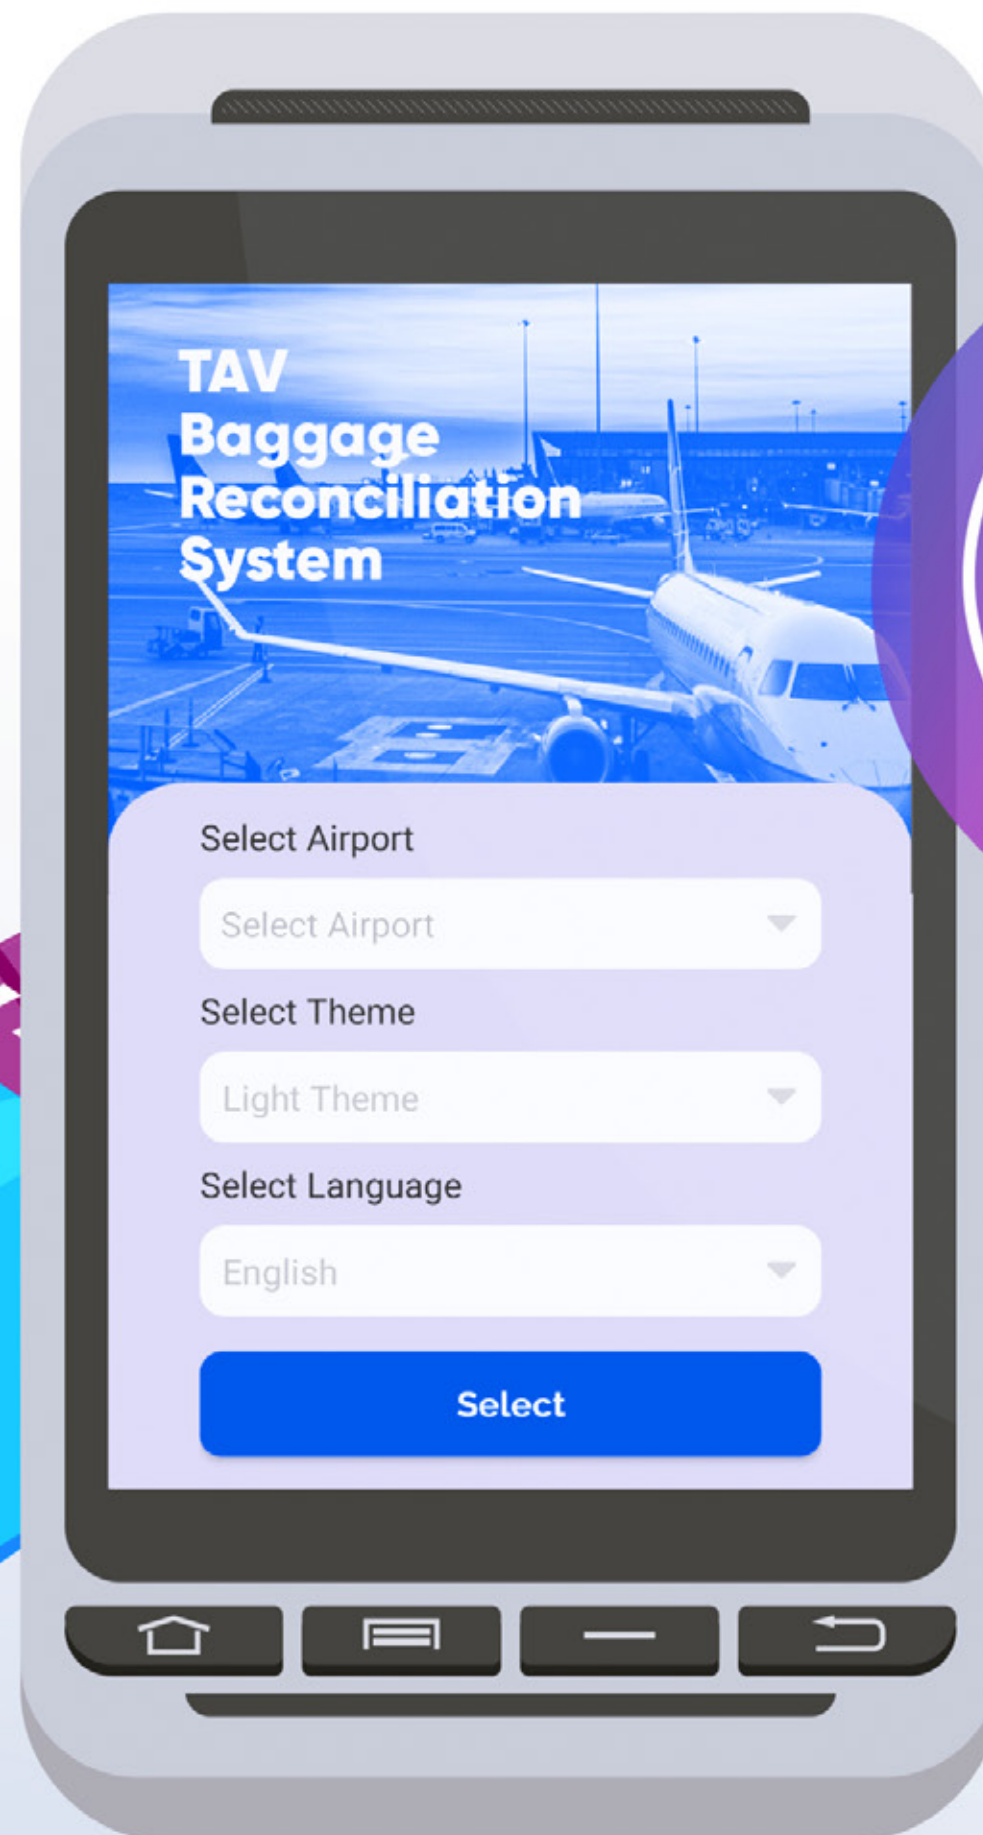 TAV
Baggage
Reconciliation
System
Select Airport
Select Airport
Select Theme
Light Theme
Select Language
English
Select